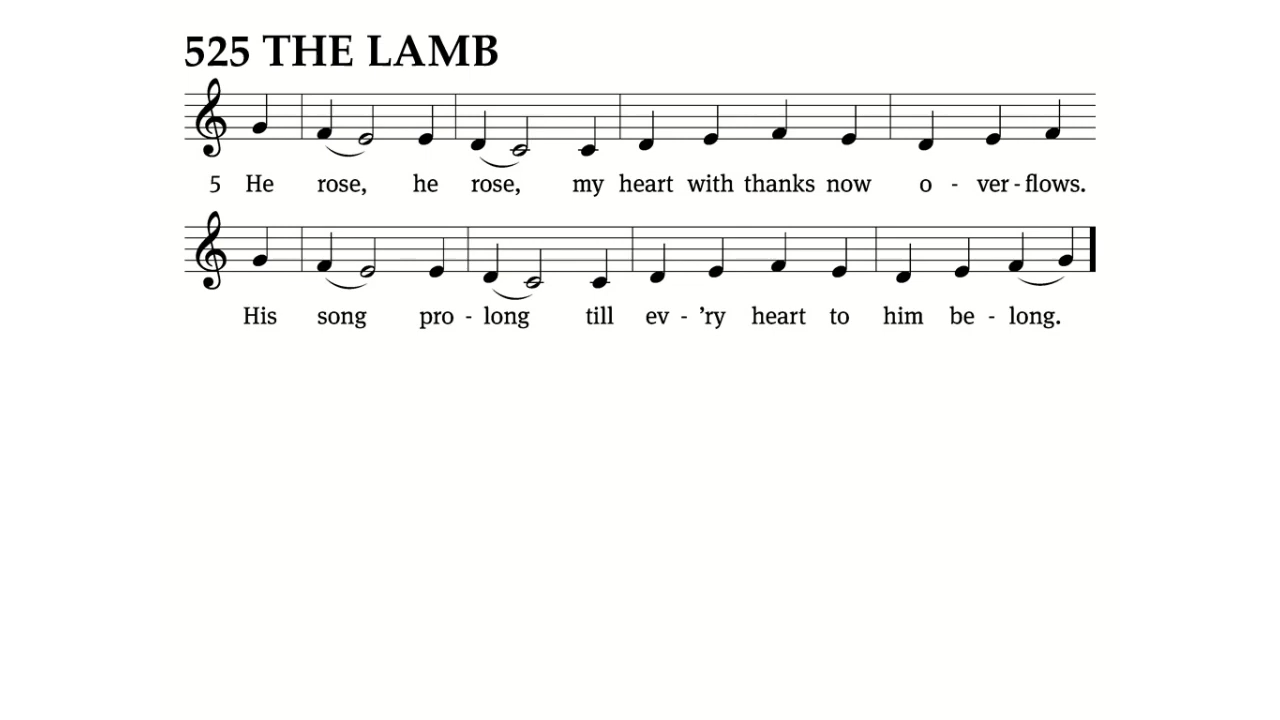 525 THE LAMB
5 He rose, he rose, my heart with thanks now o - ver - flows.
His song pro - long till ev - ’ry heart to him be - long.